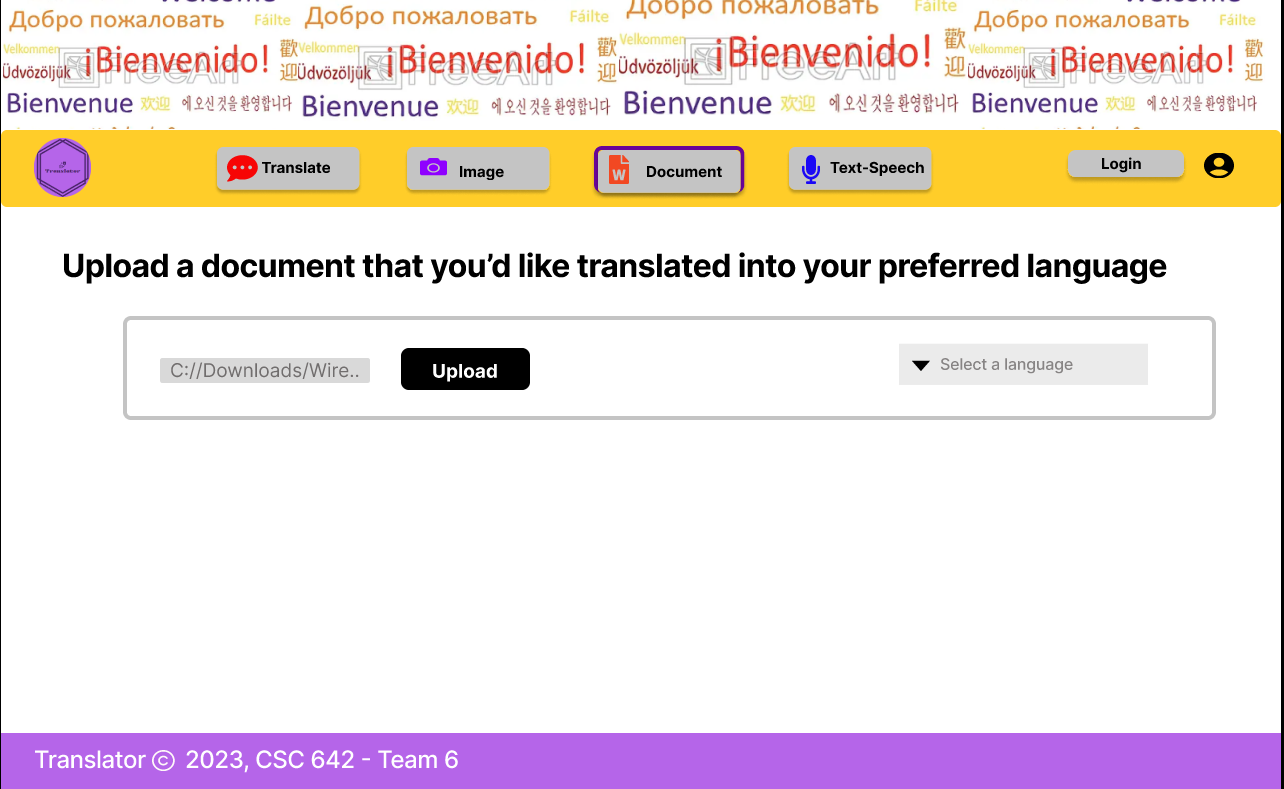 Welcome Welcome
Добро пожаловать Fáilte Добро пожаловать Fáilte Добро пожаловать Fáilte Добро пожаловать Fáilte
Velkommen ¡Bienvenido! 歡迎 Velkommen ¡Bienvenido! 歡迎 Velkommen ¡Bienvenido! 歡迎 Velkommen ¡Bienvenido! 歡迎
Üdvözöljük Üdvözöljük Üdvözöljük Üdvözöljük
Bienvenue 欢迎 에 오신 것을 환영합니다 Bienvenue 欢迎 에 오신 것을 환영합니다 Bienvenue 欢迎 에 오신 것을 환영합니다 Bienvenue 欢迎 에 오신 것을 환영합니다
Translator
Translate Image W Document Text-Speech Login
Upload a document that you’d like translated into your preferred language
C://Downloads/Wire.. Upload Select a language
Translator © 2023, CSC 642 - Team 6